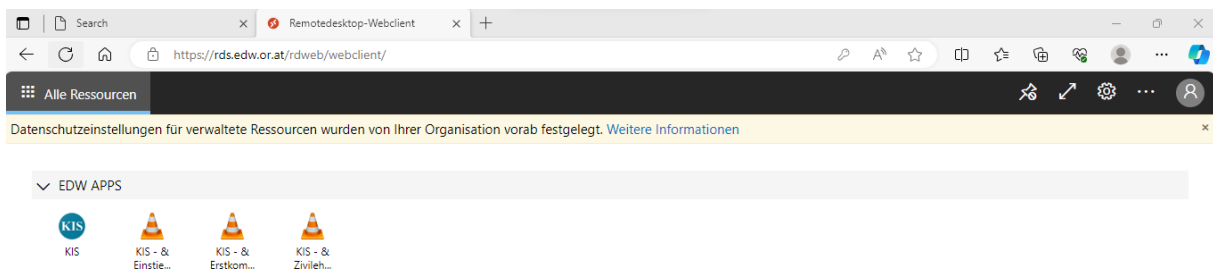 Search
Remotedesktop-Webclient
https://rds.edw.or.at/rdweb/webclient/
Alle Ressourcen
Datenschutzeinstellungen für verwaltete Ressourcen wurden von Ihrer Organisation vorab festgelegt. Weitere Informationen
EDW APPS
KIS
KIS
KIS - &
Einstie...
KIS - &
Erstkom...
KIS - &
Zivileh...